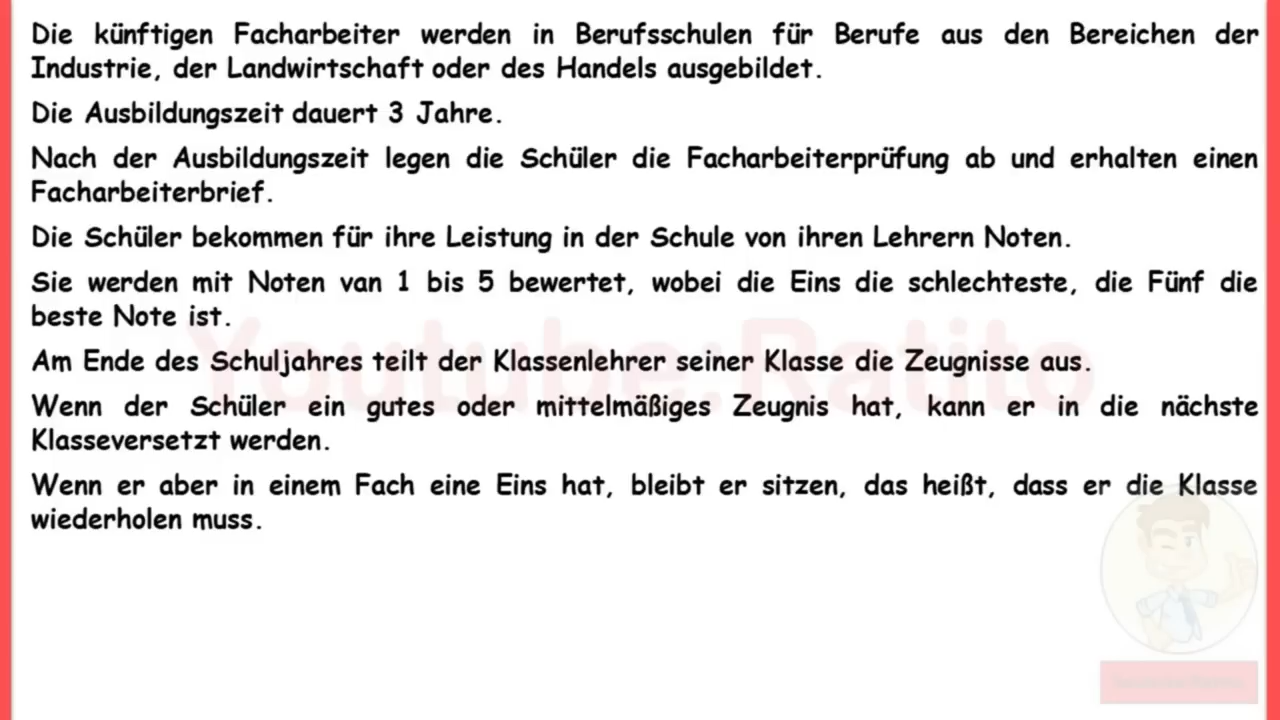 Die künftigen Facharbeiter werden in Berufsschulen für Berufe aus den Bereichen der
Industrie, der Landwirtschaft oder des Handels ausgebildet.
Die Ausbildungszeit dauert 3 Jahre.
Nach der Ausbildungszeit legen die Schüler die Facharbeiterprüfung ab und erhalten einen
Facharbeiterbrief.
Die Schüler bekommen für ihre Leistung in der Schule von ihren Lehrern Noten.
Sie werden mit Noten van 1 bis 5 bewertet, wobei die Eins die schlechteste, die Fünf die
beste Note ist.
Youtube:Ratito
Am Ende des Schuljahres teilt der Klassenlehrer seiner Klasse die Zeugnisse aus.
Wenn der Schüler ein gutes oder mittelmäßiges Zeugnis hat, kann er in die nächste
Klasseversetzt werden.
Wenn er aber in einem Fach eine Eins hat, bleibt er sitzen, das heißt, dass er die Klasse
wiederholen muss.